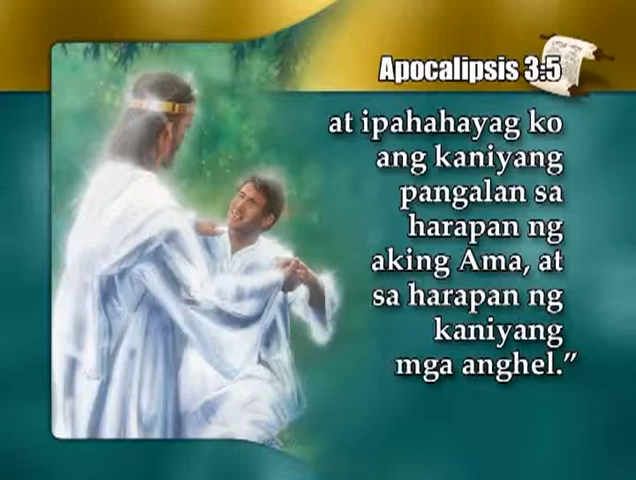 Apocalipsis 3:5
at ipahahayag ko
ang kaniyang
pangalan sa
harapan ng
aking Ama, at
sa harapan ng
kaniyang
mga anghel.”